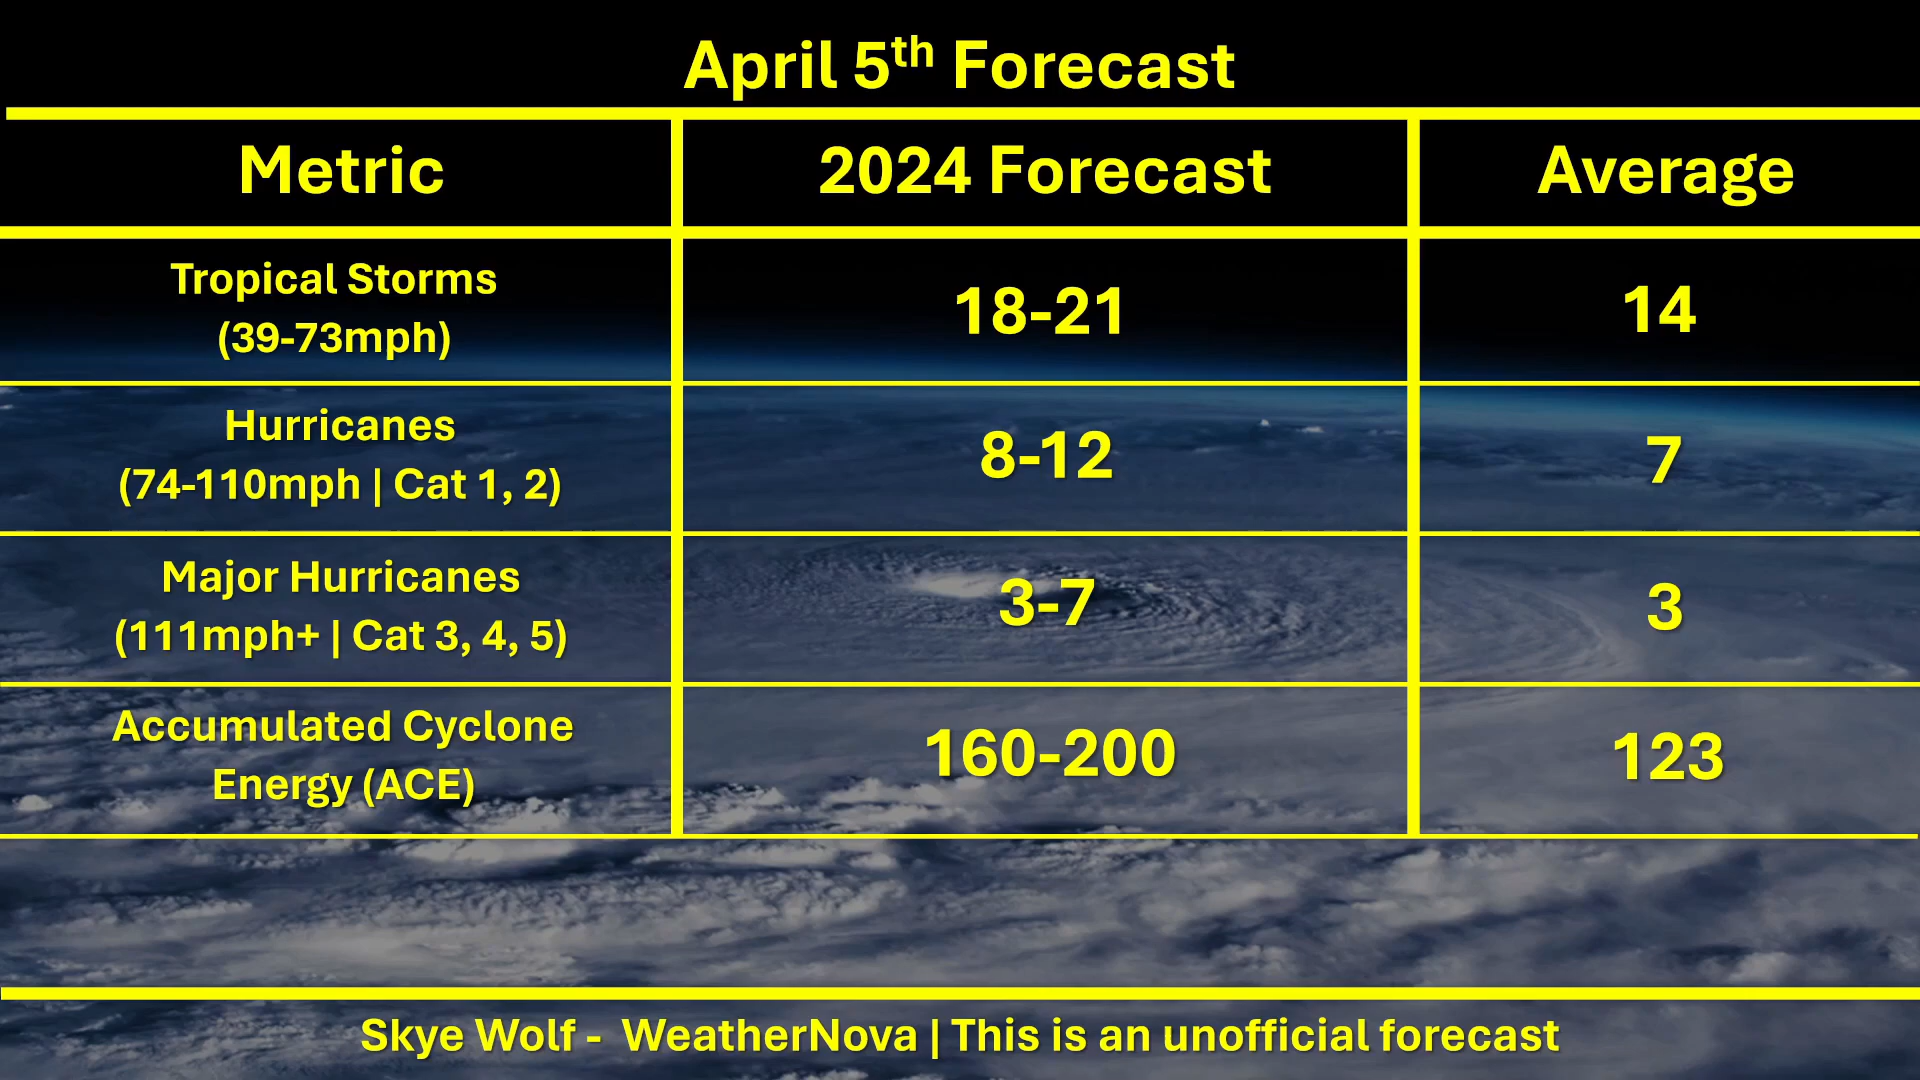 April 5th Forecast
Metric 2024 Forecast Average
Tropical Storms
(39-73mph)
18-21 14
Hurricanes
(74-110mph | Cat 1, 2)
8-12 7
Major Hurricanes
(111mph+ | Cat 3, 4, 5)
3-7 3
Accumulated Cyclone
Energy (ACE)
160-200 123
Skye Wolf - WeatherNova | This is an unofficial forecast